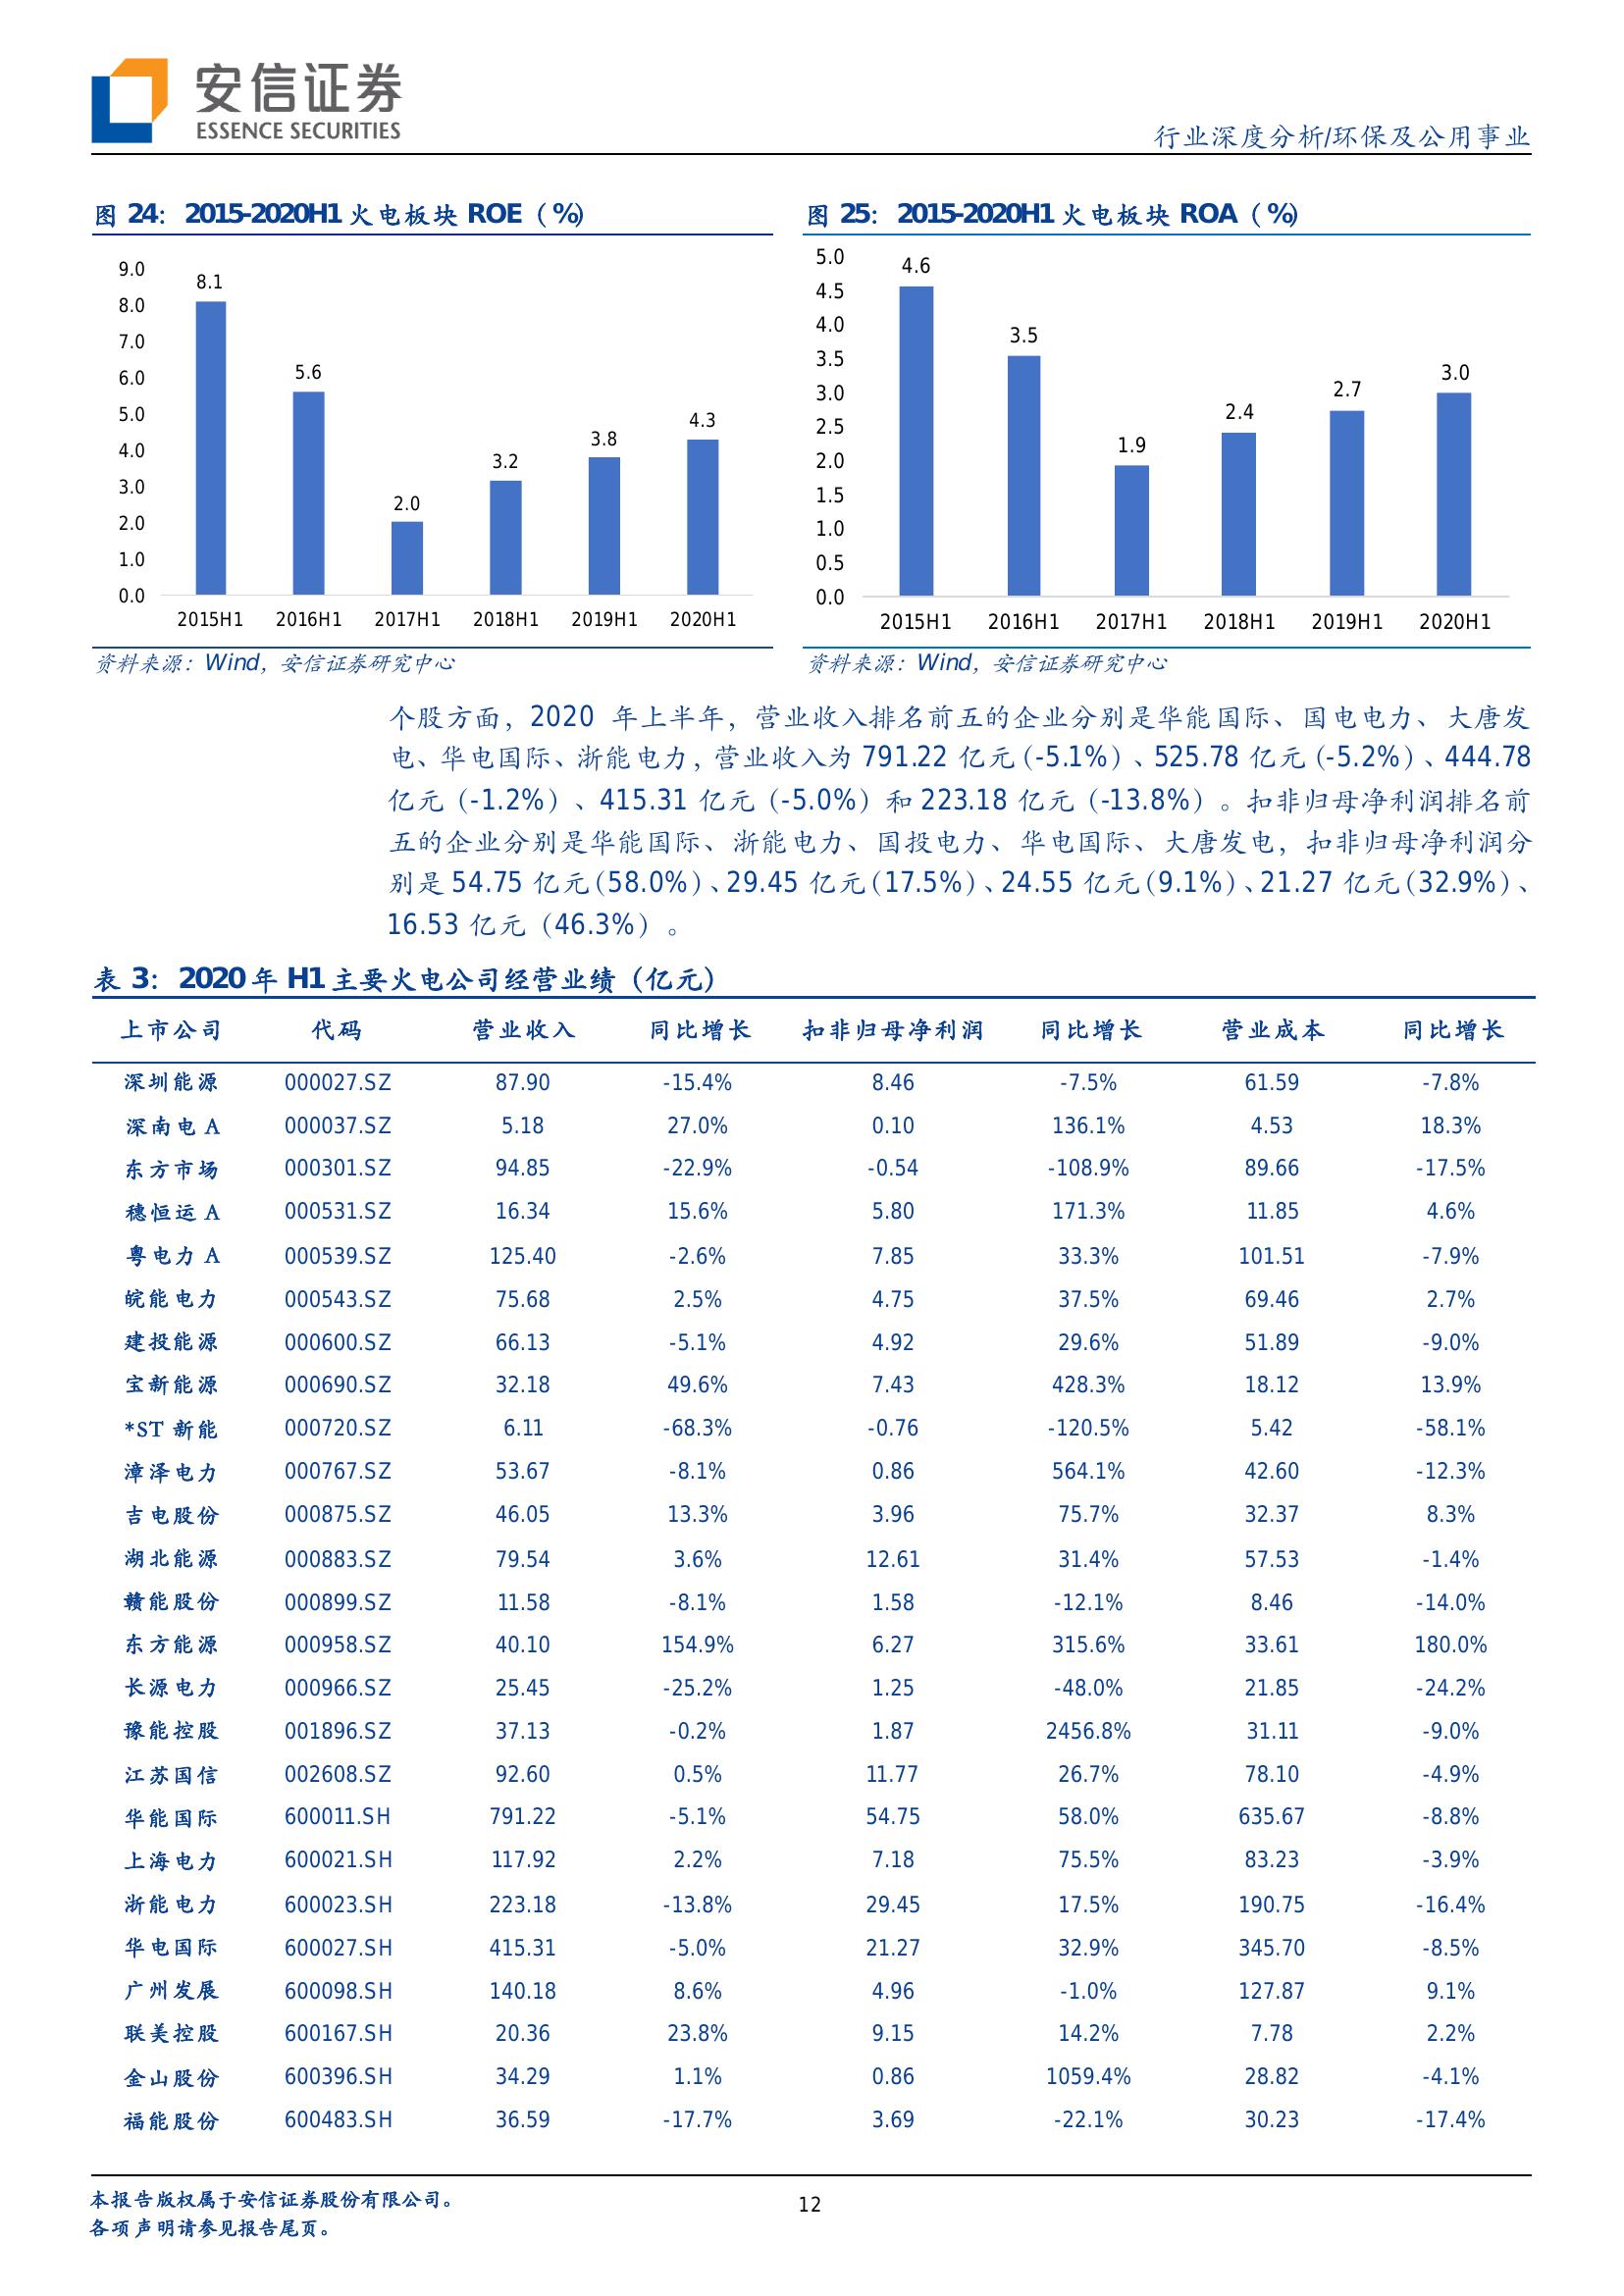 安信证券
ESSENCE SECURITIES
行业深度分析/环保及公用事业
图 24： 2015-2020H1 火电板块 ROE（%）
9.0
8.0
7.0
6.0
5.0
4.0
3.0
2.0
1.0
0.0
8.1
5.6
2.0
3.2
3.8
4.3
2015H1 2016H1 2017H1 2018H1 2019H1 2020H1
资料来源：Wind，安信证券研究中心
图 25： 2015-2020H1 火电板块 ROA（%）
5.0
4.5
4.0
3.5
3.0
2.5
2.0
1.5
1.0
0.5
0.0
4.6
3.5
1.9
2.4
2.7
3.0
2015H1 2016H1 2017H1 2018H1 2019H1 2020H1
资料来源：Wind，安信证券研究中心
个股方面，2020 年上半年，营业收入排名前五的企业分别是华能国际、国电电力、大唐发
电、华电国际、浙能电力，营业收入为 791.22 亿元（-5.1%）、525.78 亿元（-5.2%）、444.78
亿元（-1.2%）、415.31 亿元（-5.0%）和 223.18 亿元（-13.8%）。扣非归母净利润排名前
五的企业分别是华能国际、浙能电力、国投电力、华电国际、大唐发电，扣非归母净利润分
别是 54.75 亿元（58.0%）、29.45 亿元（17.5%）、24.55 亿元（9.1%）、21.27 亿元（32.9%）、
16.53 亿元（46.3%）。
表 3： 2020 年 H1 主要火电公司经营业绩（亿元）
上市公司 代码 营业收入 同比增长 扣非归母净利润 同比增长 营业成本 同比增长
深圳能源 000027.SZ 87.90 -15.4% 8.46 -7.5% 61.59 -7.8%
深南电 A 000037.SZ 5.18 27.0% 0.10 136.1% 4.53 18.3%
东方市场 000301.SZ 94.85 -22.9% -0.54 -108.9% 89.66 -17.5%
穗恒运 A 000531.SZ 16.34 15.6% 5.80 171.3% 11.85 4.6%
粤电力 A 000539.SZ 125.40 -2.6% 7.85 33.3% 101.51 -7.9%
皖能电力 000543.SZ 75.68 2.5% 4.75 37.5% 69.46 2.7%
建投能源 000600.SZ 66.13 -5.1% 4.92 29.6% 51.89 -9.0%
宝新能源 000690.SZ 32.18 49.6% 7.43 428.3% 18.12 13.9%
*ST 新能 000720.SZ 6.11 -68.3% -0.76 -120.5% 5.42 -58.1%
漳泽电力 000767.SZ 53.67 -8.1% 0.86 564.1% 42.60 -12.3%
吉电股份 000875.SZ 46.05 13.3% 3.96 75.7% 32.37 8.3%
湖北能源 000883.SZ 79.54 3.6% 12.61 31.4% 57.53 -1.4%
赣能股份 000899.SZ 11.58 -8.1% 1.58 -12.1% 8.46 -14.0%
东方能源 000958.SZ 40.10 154.9% 6.27 315.6% 33.61 180.0%
长源电力 000966.SZ 25.45 -25.2% 1.25 -48.0% 21.85 -24.2%
豫能控股 001896.SZ 37.13 -0.2% 1.87 2456.8% 31.11 -9.0%
江苏国信 002608.SZ 92.60 0.5% 11.77 26.7% 78.10 -4.9%
华能国际 600011.SH 791.22 -5.1% 54.75 58.0% 635.67 -8.8%
上海电力 600021.SH 117.92 2.2% 7.18 75.5% 83.23 -3.9%
浙能电力 600023.SH 223.18 -13.8% 29.45 17.5% 190.75 -16.4%
华电国际 600027.SH 415.31 -5.0% 21.27 32.9% 345.70 -8.5%
广州发展 600098.SH 140.18 8.6% 4.96 -1.0% 127.87 9.1%
联美控股 600167.SH 20.36 23.8% 9.15 14.2% 7.78 2.2%
金山股份 600396.SH 34.29 1.1% 0.86 1059.4% 28.82 -4.1%
福能股份 600483.SH 36.59 -17.7% 3.69 -22.1% 30.23 -17.4%
本报告版权属于安信证券股份有限公司。
各项声明请参见报告尾页。
12